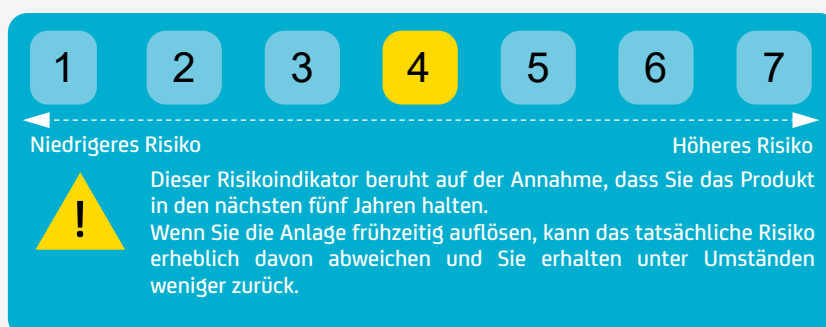 1 2 3 4 5 6 7
Niedrigeres Risiko Höheres Risiko
!
Dieser Risikoindikator beruht auf der Annahme, dass Sie das Produkt
in den nächsten fünf Jahren halten.
Wenn Sie die Anlage frühzeitig auflösen, kann das tatsächliche Risiko
erheblich davon abweichen und Sie erhalten unter Umständen
weniger zurück.